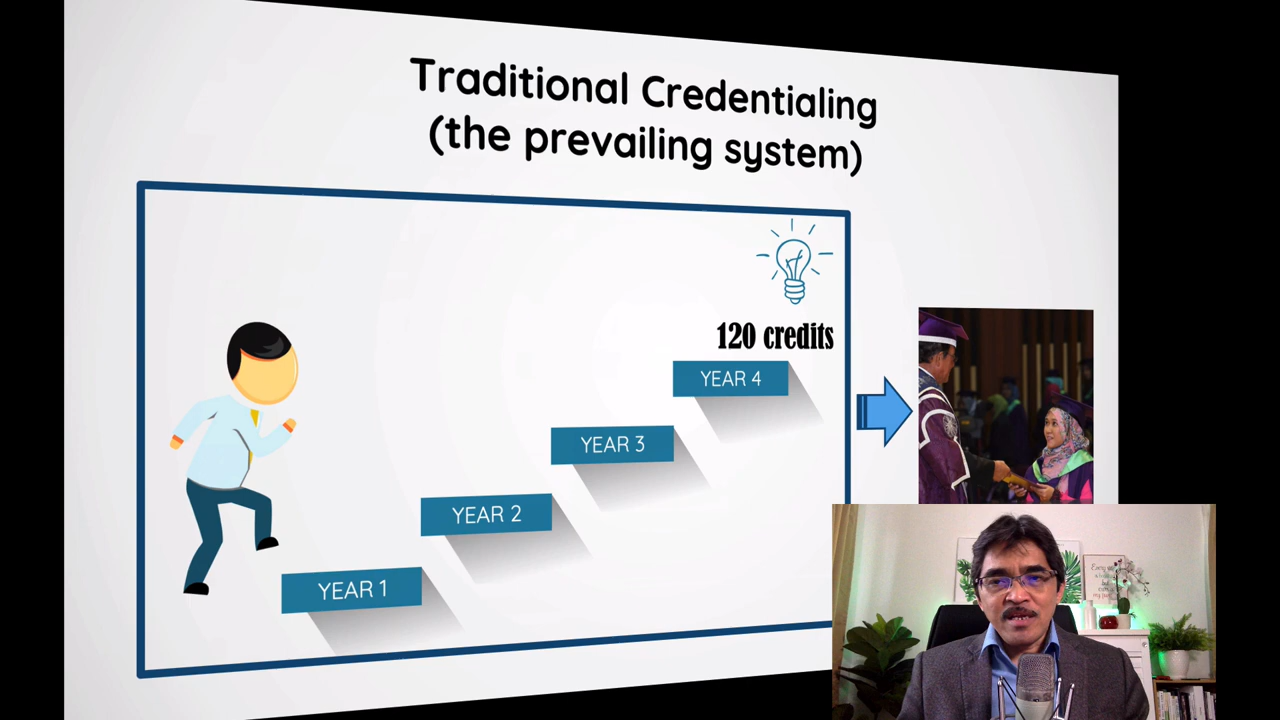 Traditional Credentialing
(the prevailing system)
120 credits
YEAR 4
YEAR 3
YEAR 2
YEAR 1